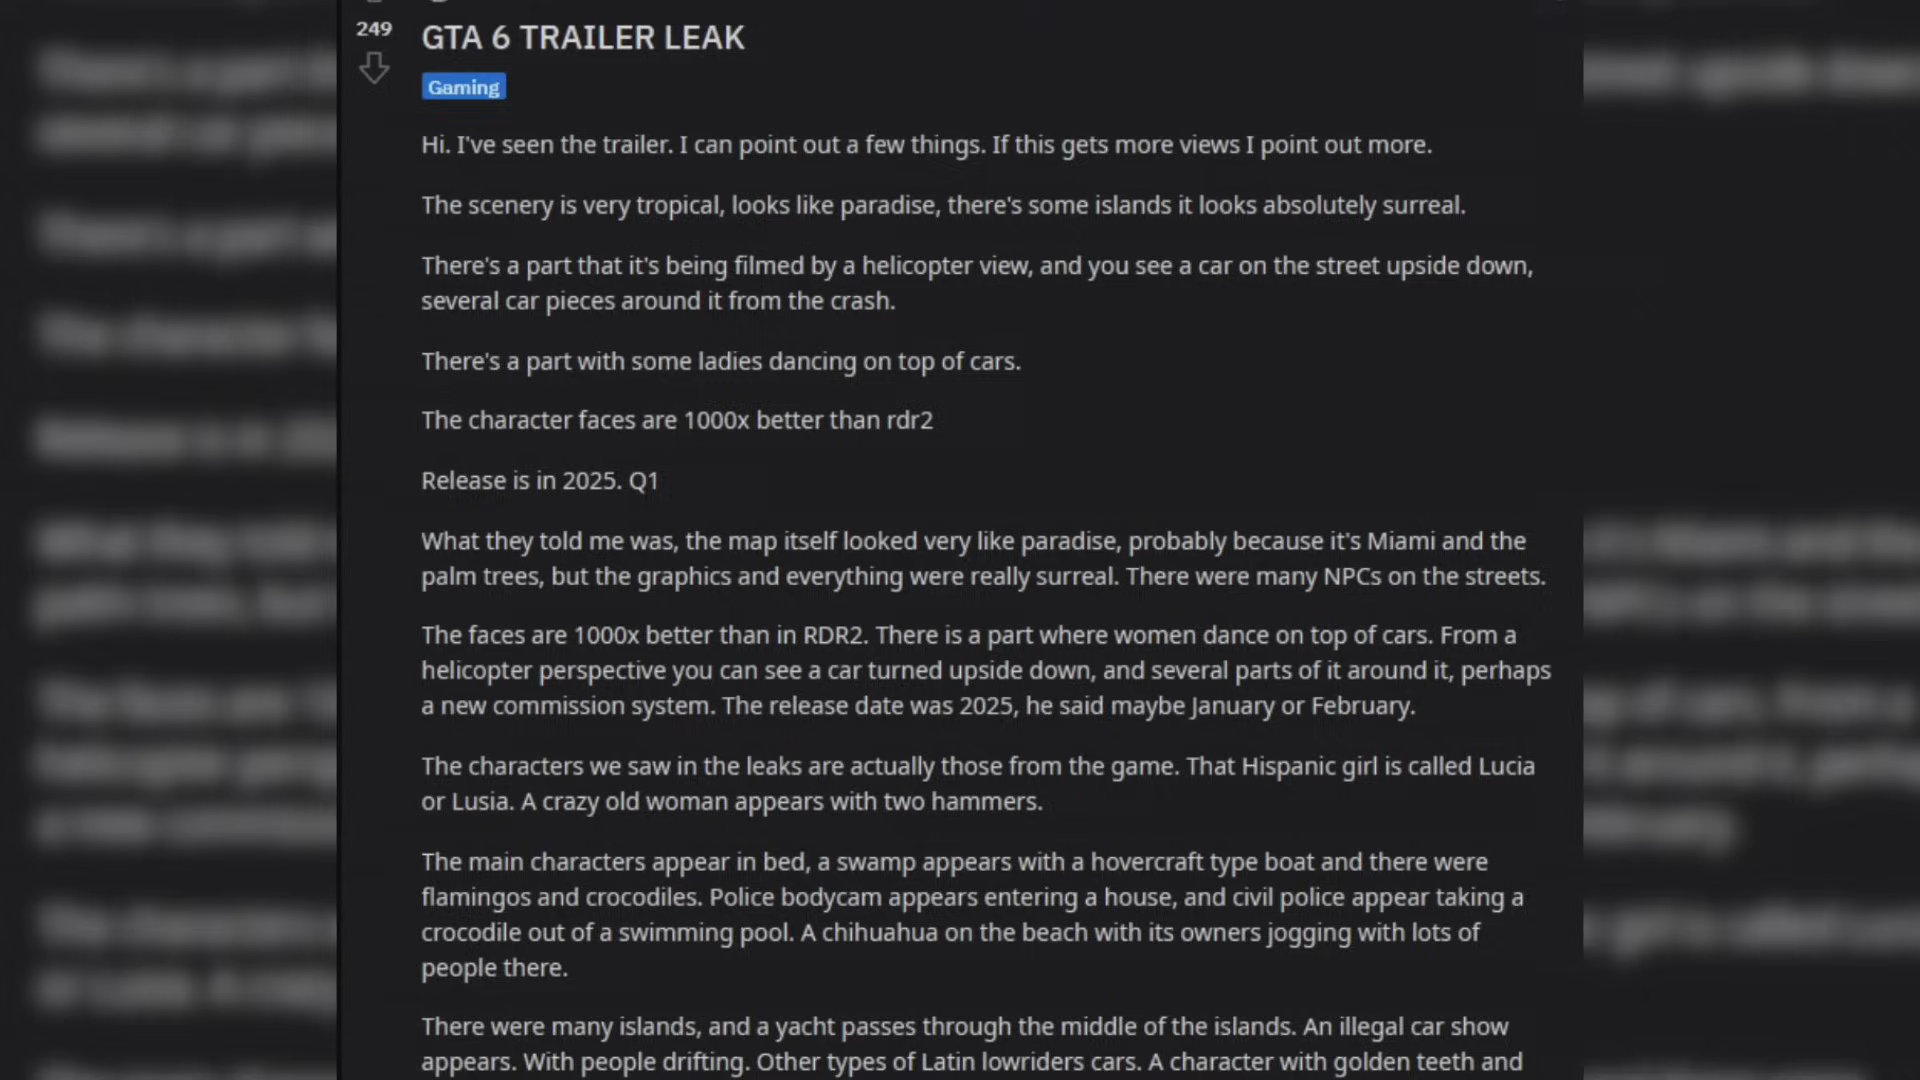 249
GTA 6 TRAILER LEAK
Gaming
Hi. I've seen the trailer. I can point out a few things. If this gets more views I point out more.
The scenery is very tropical, looks like paradise, there's some islands it looks absolutely surreal.
There's a part that it's being filmed by a helicopter view, and you see a car on the street upside down,
several car pieces around it from the crash.
There's a part with some ladies dancing on top of cars.
The character faces are 1000x better than rdr2
Release is in 2025. Q1
What they told me was, the map itself looked very like paradise, probably because it's Miami and the
palm trees, but the graphics and everything were really surreal. There were many NPCs on the streets.
The faces are 1000x better than in RDR2. There is a part where women dance on top of cars. From a
helicopter perspective you can see a car turned upside down, and several parts of it around it, perhaps
a new commission system. The release date was 2025, he said maybe January or February.
The characters we saw in the leaks are actually those from the game. That Hispanic girl is called Lucia
or Lusia. A crazy old woman appears with two hammers.
The main characters appear in bed, a swamp appears with a hovercraft type boat and there were
flamingos and crocodiles. Police bodycam appears entering a house, and civil police appear taking a
crocodile out of a swimming pool. A chihuahua on the beach with its owners jogging with lots of
people there.
There were many islands, and a yacht passes through the middle of the islands. An illegal car show
appears. With people drifting. Other types of Latin lowriders cars. A character with golden teeth and